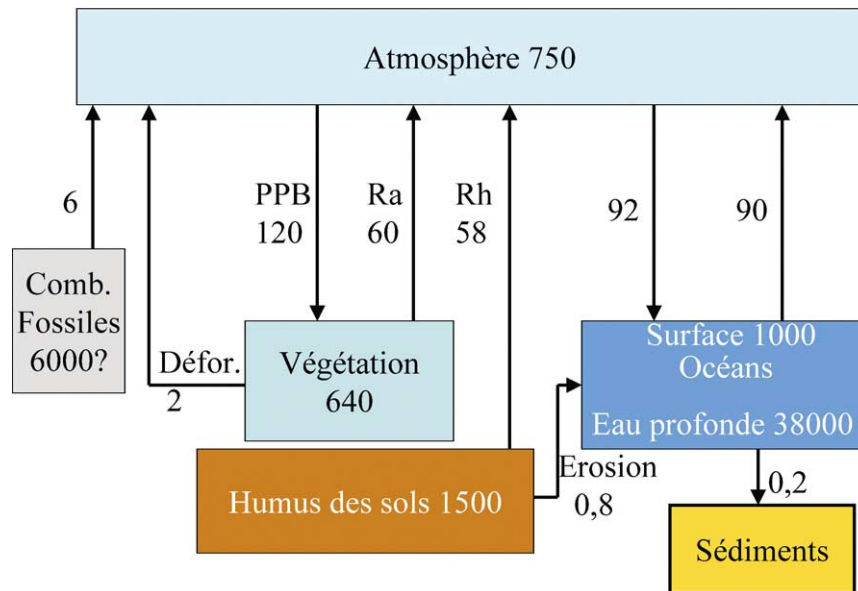 Atmosphère 750
6
PPB
120
Ra
60
Rh
58
92
90
Comb.
Fossiles
6000?
Défor.
2
Végétation
640
Surface 1000
Océans
Eau profonde 38000
Humus des sols 1500
Erosion
0,8
0,2
Sédiments